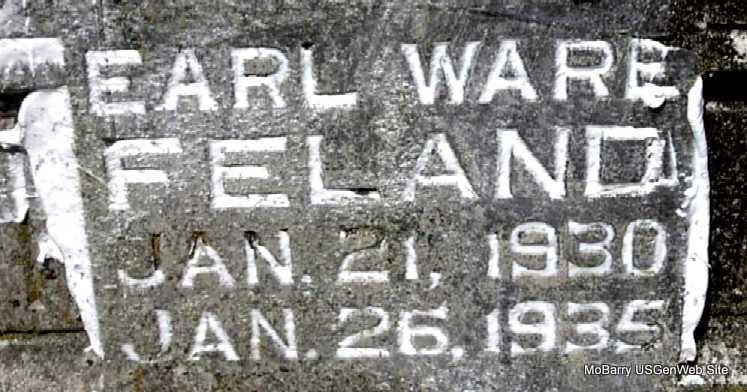 EARL WARE
FELAND
JAN. 21, 1930
JAN. 26, 1935
MoBarry USGenWeb Site